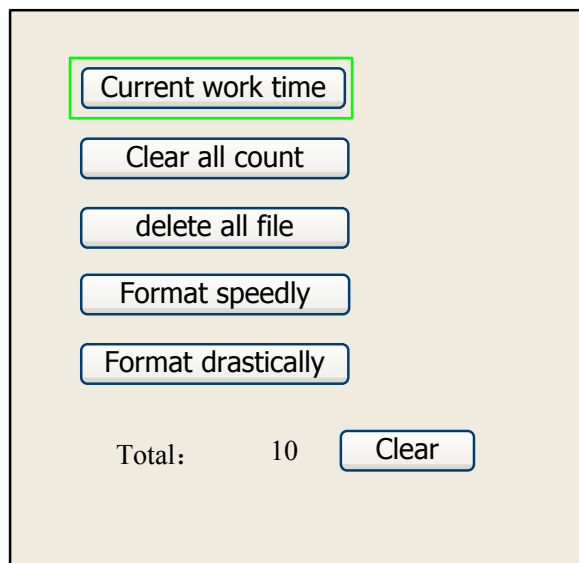 Current work time
Clear all count
delete all file
Format speedly
Format drastically
Total： 10 Clear